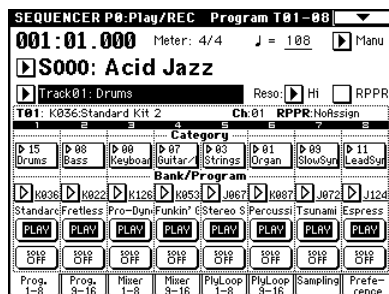 SEQUENCER P0:Play/REC Program T01-08
001:01.000 Meter: 4/4 ♩ = 108 Manu
S000: Acid Jazz
Track01: Drums Reso: Hi RPPR
T01: K036:Standard Kit 2 Ch:01 RPPR:NoAssign
1 2 3 4 5 6 7 8
Category
15 08 00 07 03 01 09 11
Drums Bass Keyboar Guitar/ Strings Organ SlowSyn LeadSyn
Bank/Program
K036 K022 K126 K053 J067 K087 J072 J124
Standarc Fretless Pro-Dyn Funkin' G Stereo S Percussi Tsunami Espress
PLAY PLAY PLAY PLAY PLAY PLAY PLAY PLAY
SOLO OFF SOLO OFF SOLO OFF SOLO OFF SOLO OFF SOLO OFF SOLO OFF SOLO OFF
Prog. 1-8 Prog. 9-16 Mixer 1-8 Mixer 9-16 PlyLoop 1-8 PlyLoop 9-16 Sampling Prefe-rence